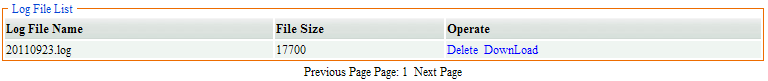 Log File List
Log File Name File Size Operate
20110923.log 17700 Delete DownLoad
Previous Page Page: 1 Next Page